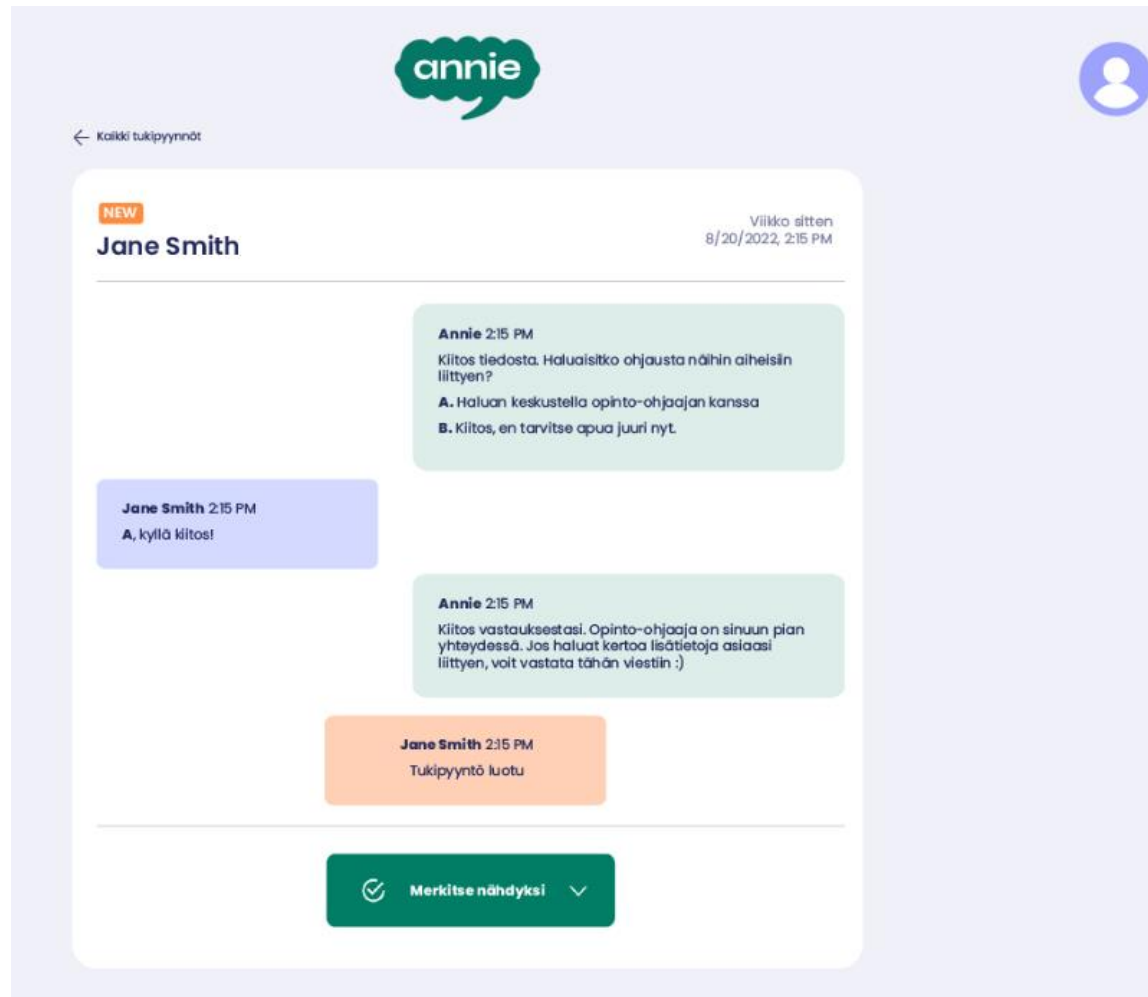 annie
← Kaikki tukipyynnöt
NEW
Jane Smith
Viikko sitten
8/20/2022, 2:15 PM
Annie 2:15 PM
Kiitos tiedosta. Haluaisitko ohjausta näihin aiheisiin
liittyen?
A. Haluan keskustella opinto-ohjaajan kanssa
B. Kiitos, en tarvitse apua juuri nyt.
Jane Smith 2:15 PM
A, kyllä kiitos!
Annie 2:15 PM
Kiitos vastauksestasi. Opinto-ohjaaja on sinuun pian
yhteydessä. Jos haluat kertoa lisätietoja asiaasi
liittyen, voit vastata tähän viestiin :)
Jane Smith 2:15 PM
Tukipyyntö luotu
Merkitse nähdyksi